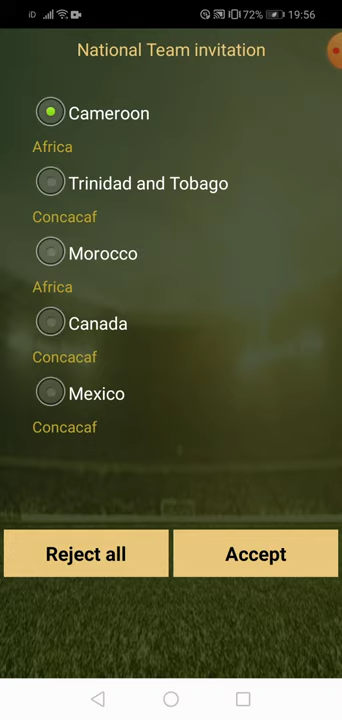 iD 72% 19:56
National Team invitation
Cameroon
Africa
Trinidad and Tobago
Concacaf
Morocco
Africa
Canada
Concacaf
Mexico
Concacaf
Reject all Accept